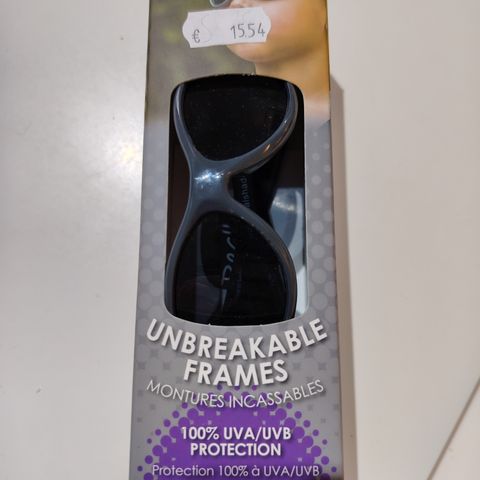 € 15.54
UNBREAKABLE
FRAMES
MONTURES INCASSABLES
100% UVA/UVB
PROTECTION
Protection 100% à UVA/UVB